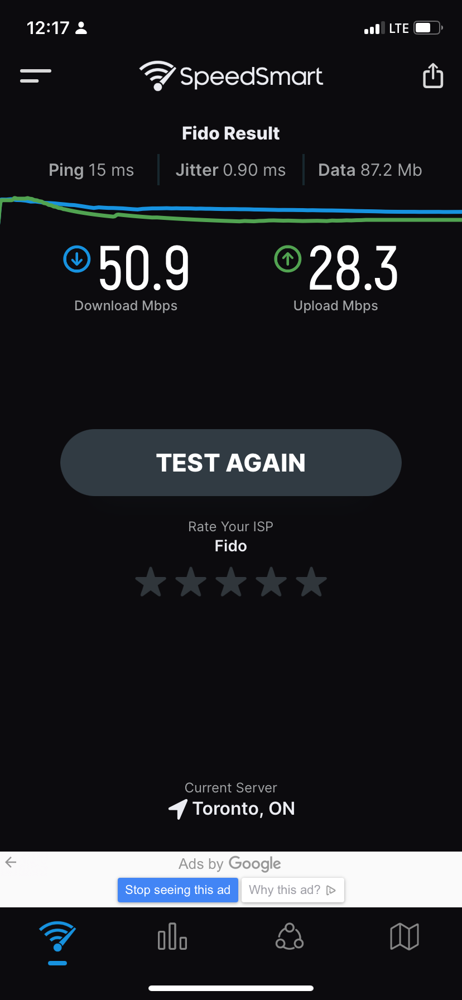 12:17
LTE
SpeedSmart
Fido Result
Ping 15 ms
Jitter 0.90 ms
Data 87.2 Mb
50.9
Download Mbps
28.3
Upload Mbps
TEST AGAIN
Rate Your ISP
Fido
Current Server
Toronto, ON
Ads by Google
Stop seeing this ad
Why this ad?